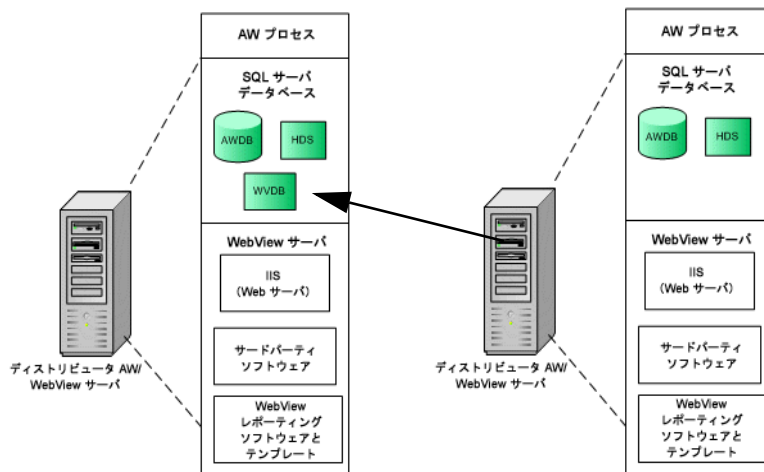 AW プロセス
SQL サーバ
データベース
AWDB
HDS
WVDB
WebView サーバ
IIS
(Web サーバ)
サードパーティ
ソフトウェア
WebView
レポーティング
ソフトウェアと
テンプレート
ディストリビュータ AW/
WebView サーバ
AW プロセス
SQL サーバ
データベース
AWDB
HDS
WebView サーバ
IIS
(Web サーバ)
サードパーティ
ソフトウェア
WebView
レポーティング
ソフトウェアと
テンプレート
ディストリビュータ AW/
WebView サーバ